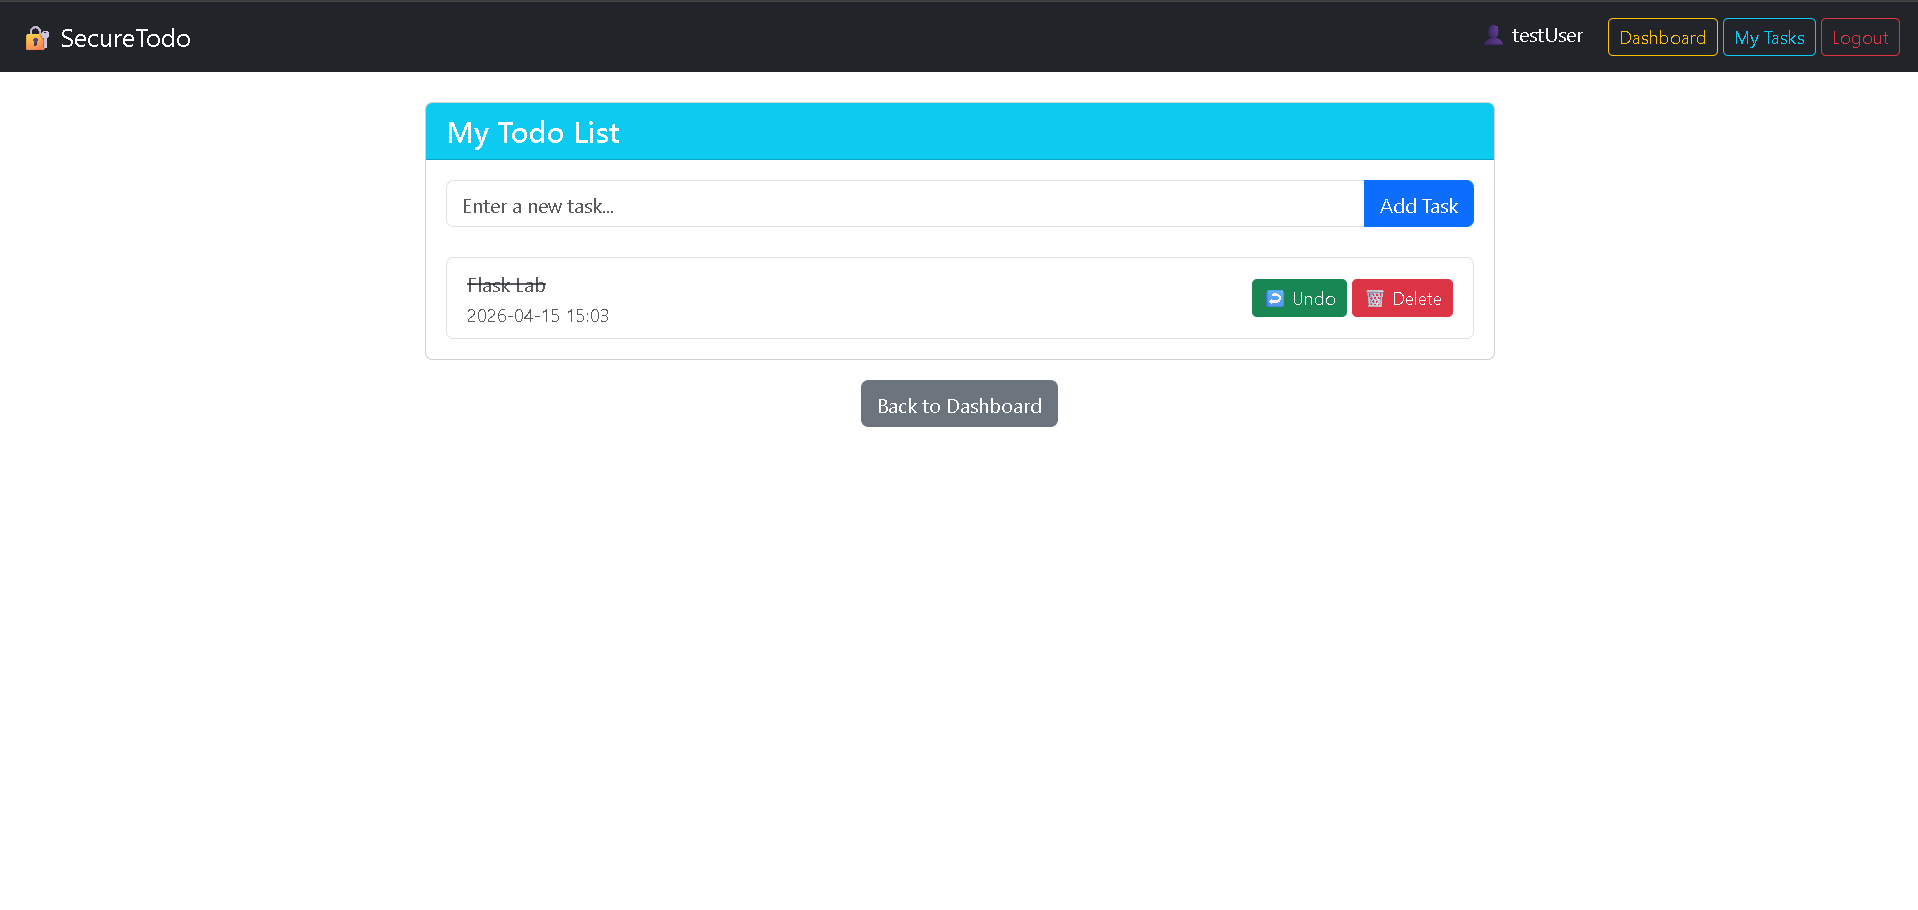 SecureTodo
testUser
Dashboard
My Tasks
Logout
My Todo List
Enter a new task...
Add Task
Flask Lab
2026-04-15 15:03
Undo
Delete
Back to Dashboard